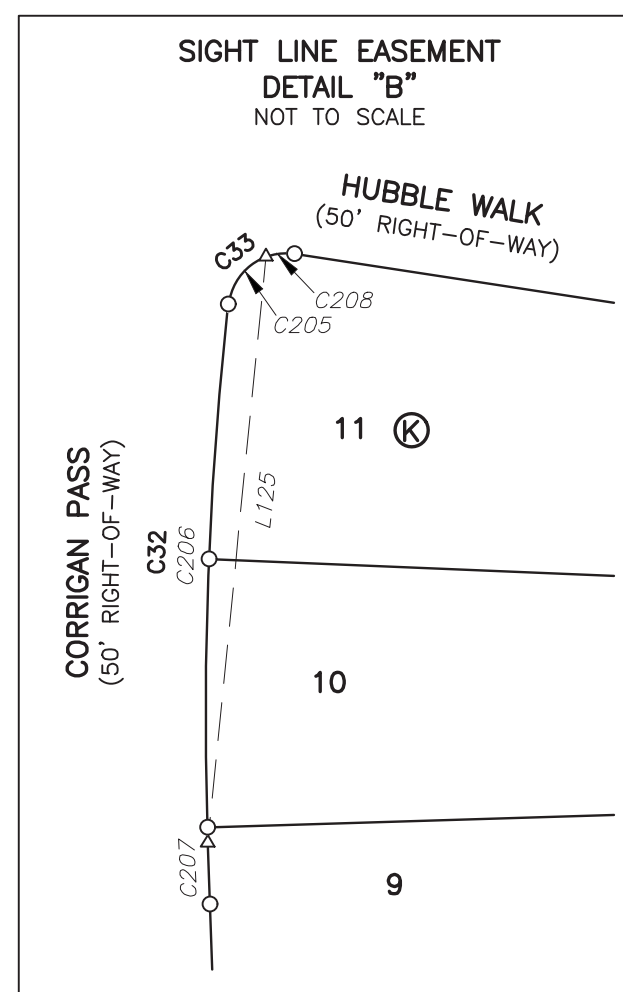 SIGHT LINE EASEMENT
DETAIL "B"
NOT TO SCALE
HUBBLE WALK
(50' RIGHT-OF-WAY)
C33
C208
C205
11 K
L125
CORRIGAN PASS
(50' RIGHT-OF-WAY)
C32
C206
10
C207
9